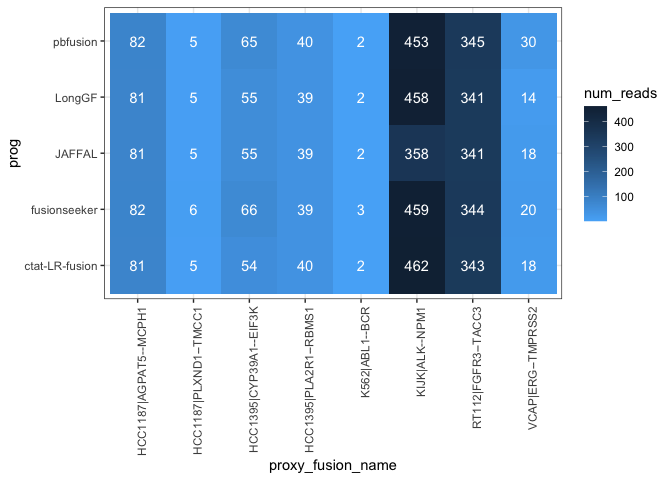 pbfusion 82 5 65 40 2 453 345 30
LongGF 81 5 55 39 2 458 341 14
JAFFAL 81 5 55 39 2 358 341 18
fusionseeker 82 6 66 39 3 459 344 20
ctat-LR-fusion 81 5 54 40 2 462 343 18
prog
HCC1187|AGPAT5--MCPH1
HCC1187|PLXND1--TMCC1
HCC1395|CYP39A1--EIF3K
HCC1395|PLA2R1--RBMS1
K562|ABL1--BCR
KIJK|ALK--NPM1
RT112|FGFR3--TACC3
VCAP|ERG--TMPRSS2
proxy_fusion_name
num_reads
400
300
200
100